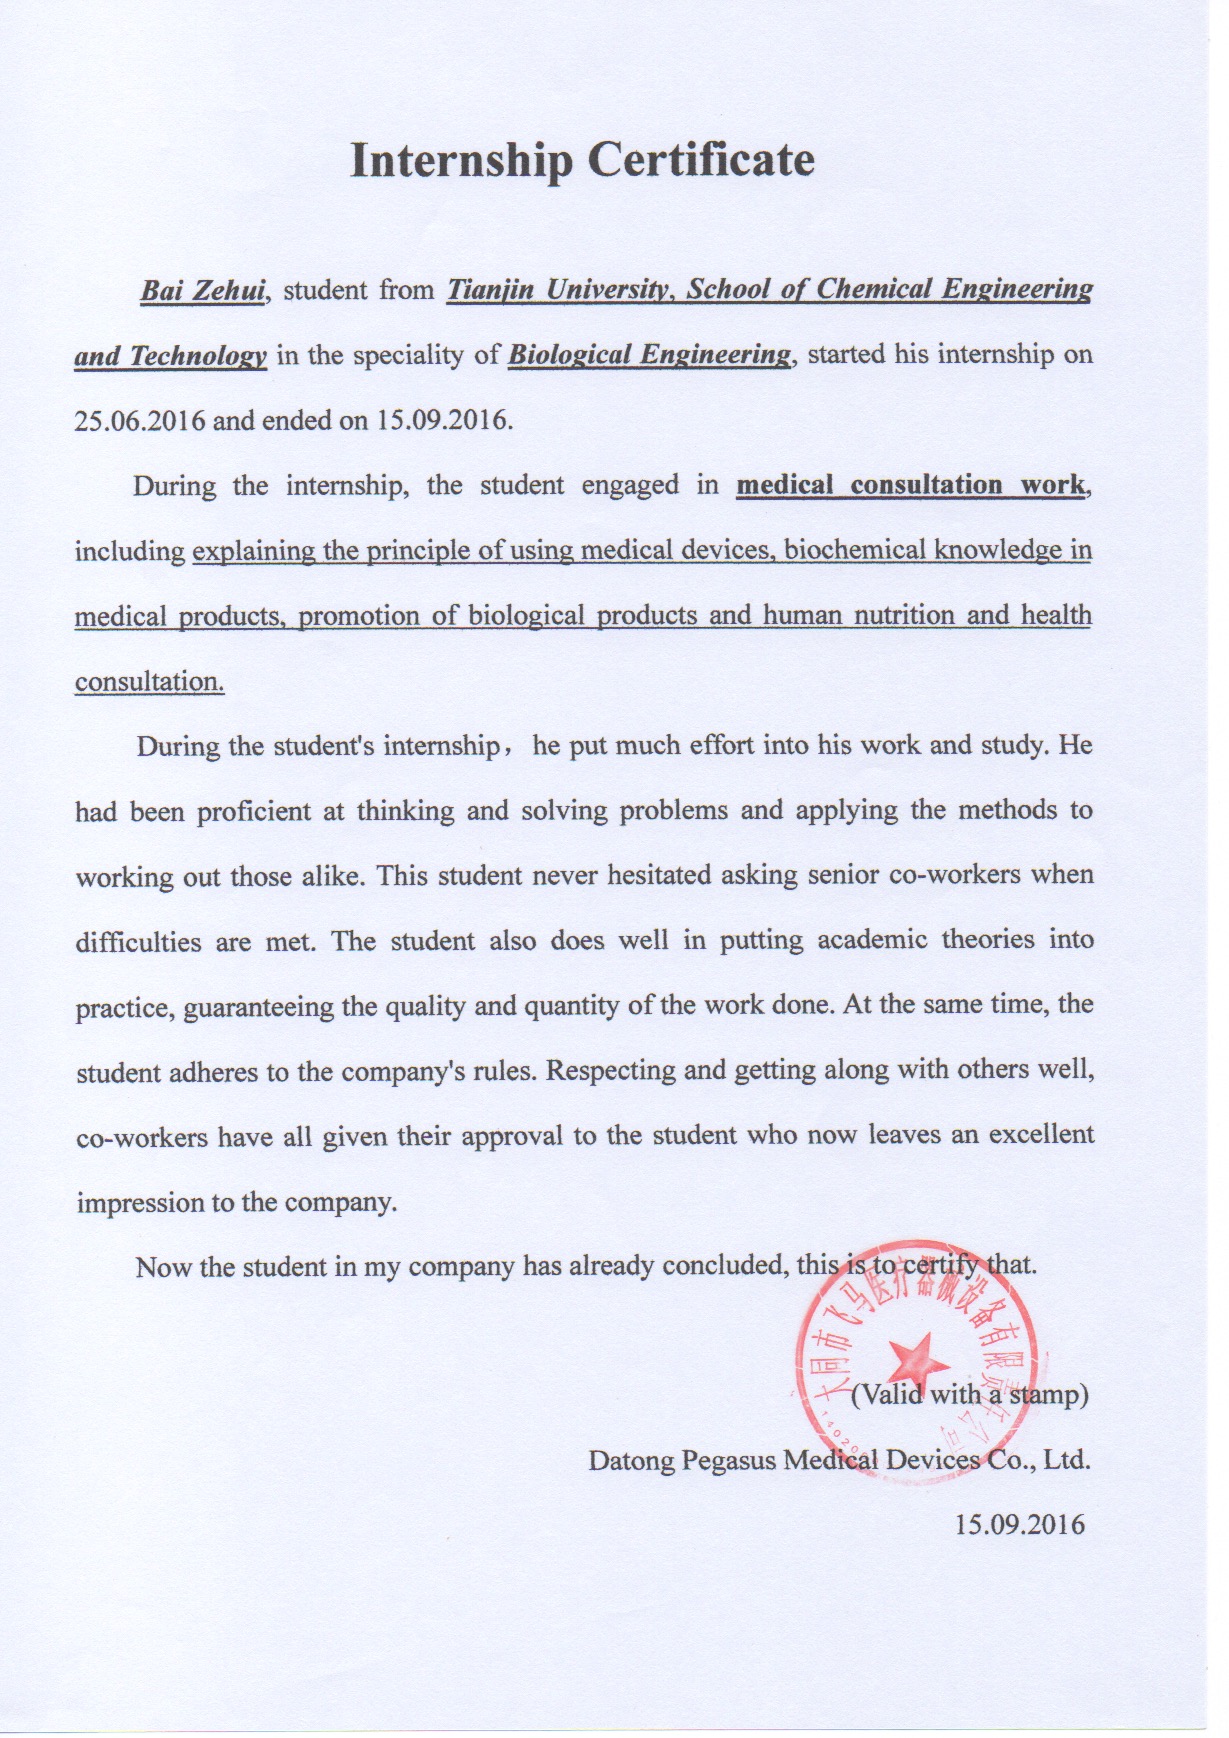 Internship Certificate
Bai Zehui, student from Tianjin University, School of Chemical Engineering
and Technology in the speciality of Biological Engineering, started his internship on
25.06.2016 and ended on 15.09.2016.
During the internship, the student engaged in medical consultation work,
including explaining the principle of using medical devices, biochemical knowledge in
medical products, promotion of biological products and human nutrition and health
consultation.
During the student's internship，he put much effort into his work and study. He
had been proficient at thinking and solving problems and applying the methods to
working out those alike. This student never hesitated asking senior co-workers when
difficulties are met. The student also does well in putting academic theories into
practice, guaranteeing the quality and quantity of the work done. At the same time, the
student adheres to the company's rules. Respecting and getting along with others well,
co-workers have all given their approval to the student who now leaves an excellent
impression to the company.
Now the student in my company has already concluded, this is to certify that.
大同市飞马医疗器械设备有限责任公司
(Valid with a stamp)
Datong Pegasus Medical Devices Co., Ltd.
15.09.2016